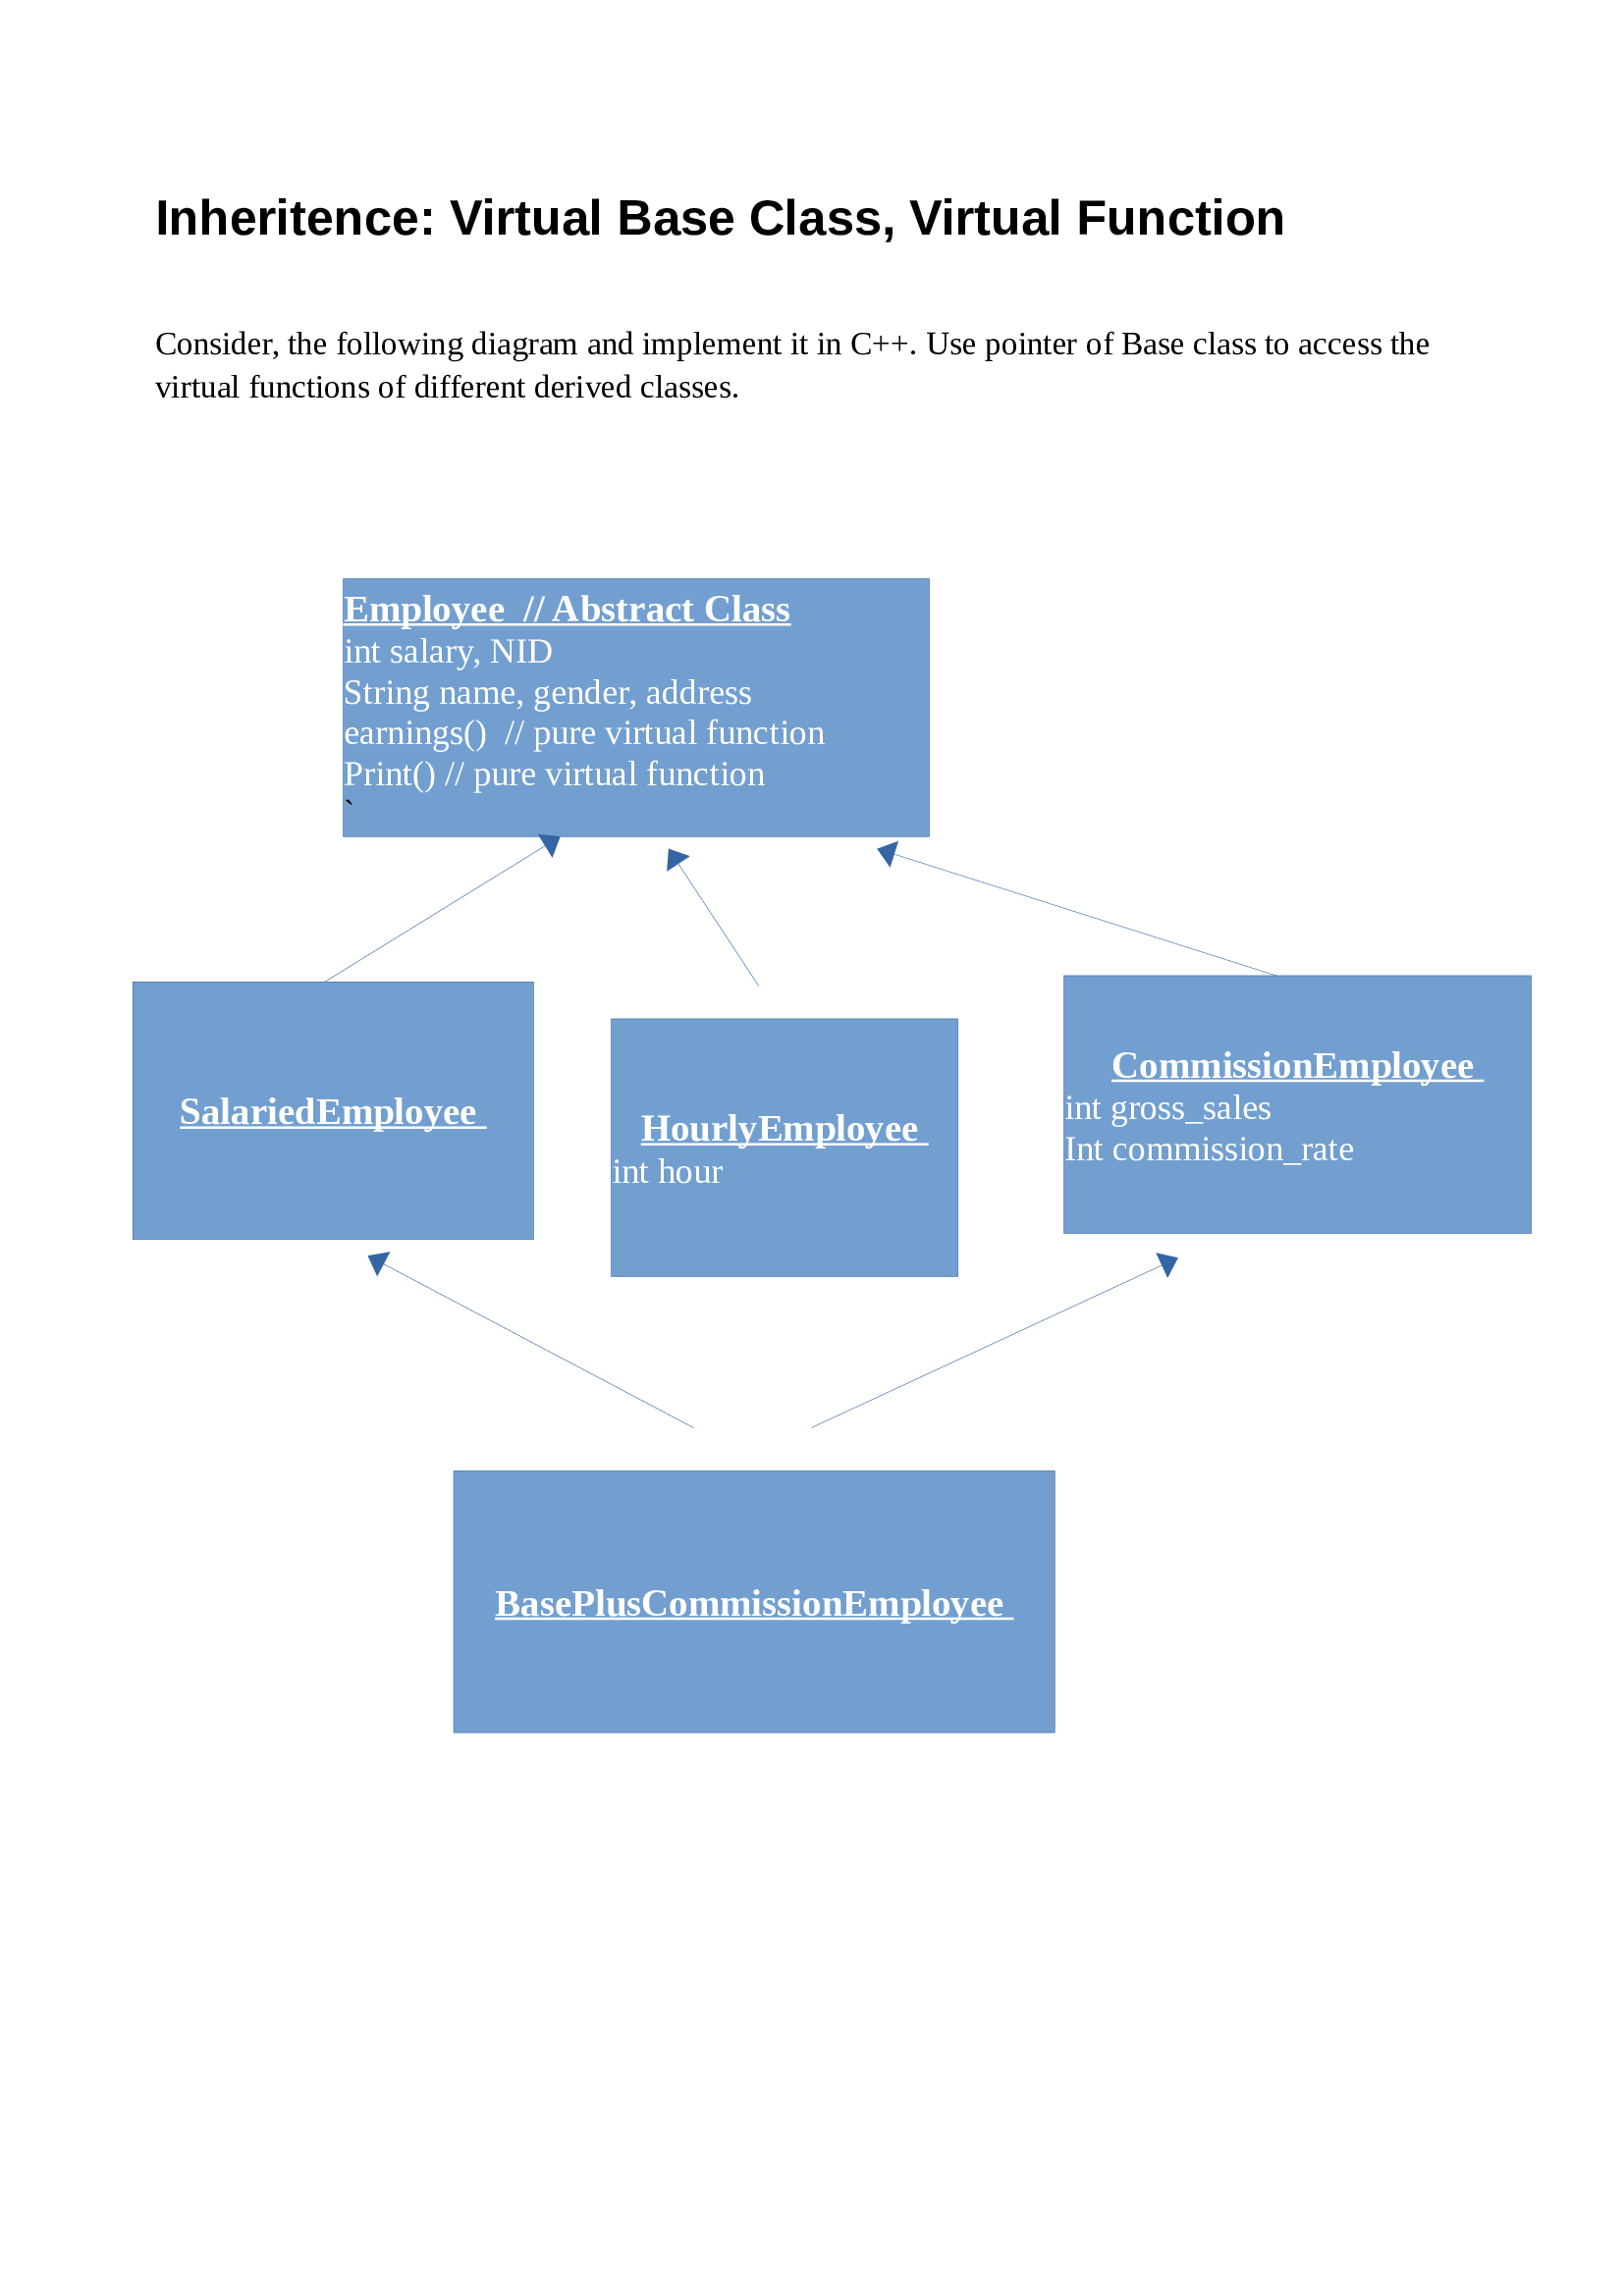 Inheritence: Virtual Base Class, Virtual Function
Consider, the following diagram and implement it in C++. Use pointer of Base class to access the
virtual functions of different derived classes.
Employee  // Abstract Class
int salary, NID
String name, gender, address
earnings()  // pure virtual function
Print() // pure virtual function
`
SalariedEmployee
HourlyEmployee
int hour
CommissionEmployee
int gross_sales
Int commission_rate
BasePlusCommissionEmployee